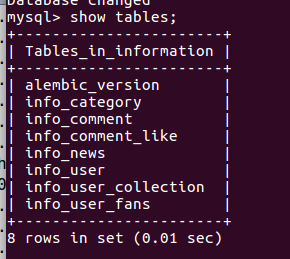 Database changed
mysql> show tables;
+-----------------------+
| Tables_in_information |
+-----------------------+
| alembic_version |
| info_category |
| info_comment |
| info_comment_like |
| info_news |
| info_user |
| info_user_collection |
| info_user_fans |
+-----------------------+
8 rows in set (0.01 sec)